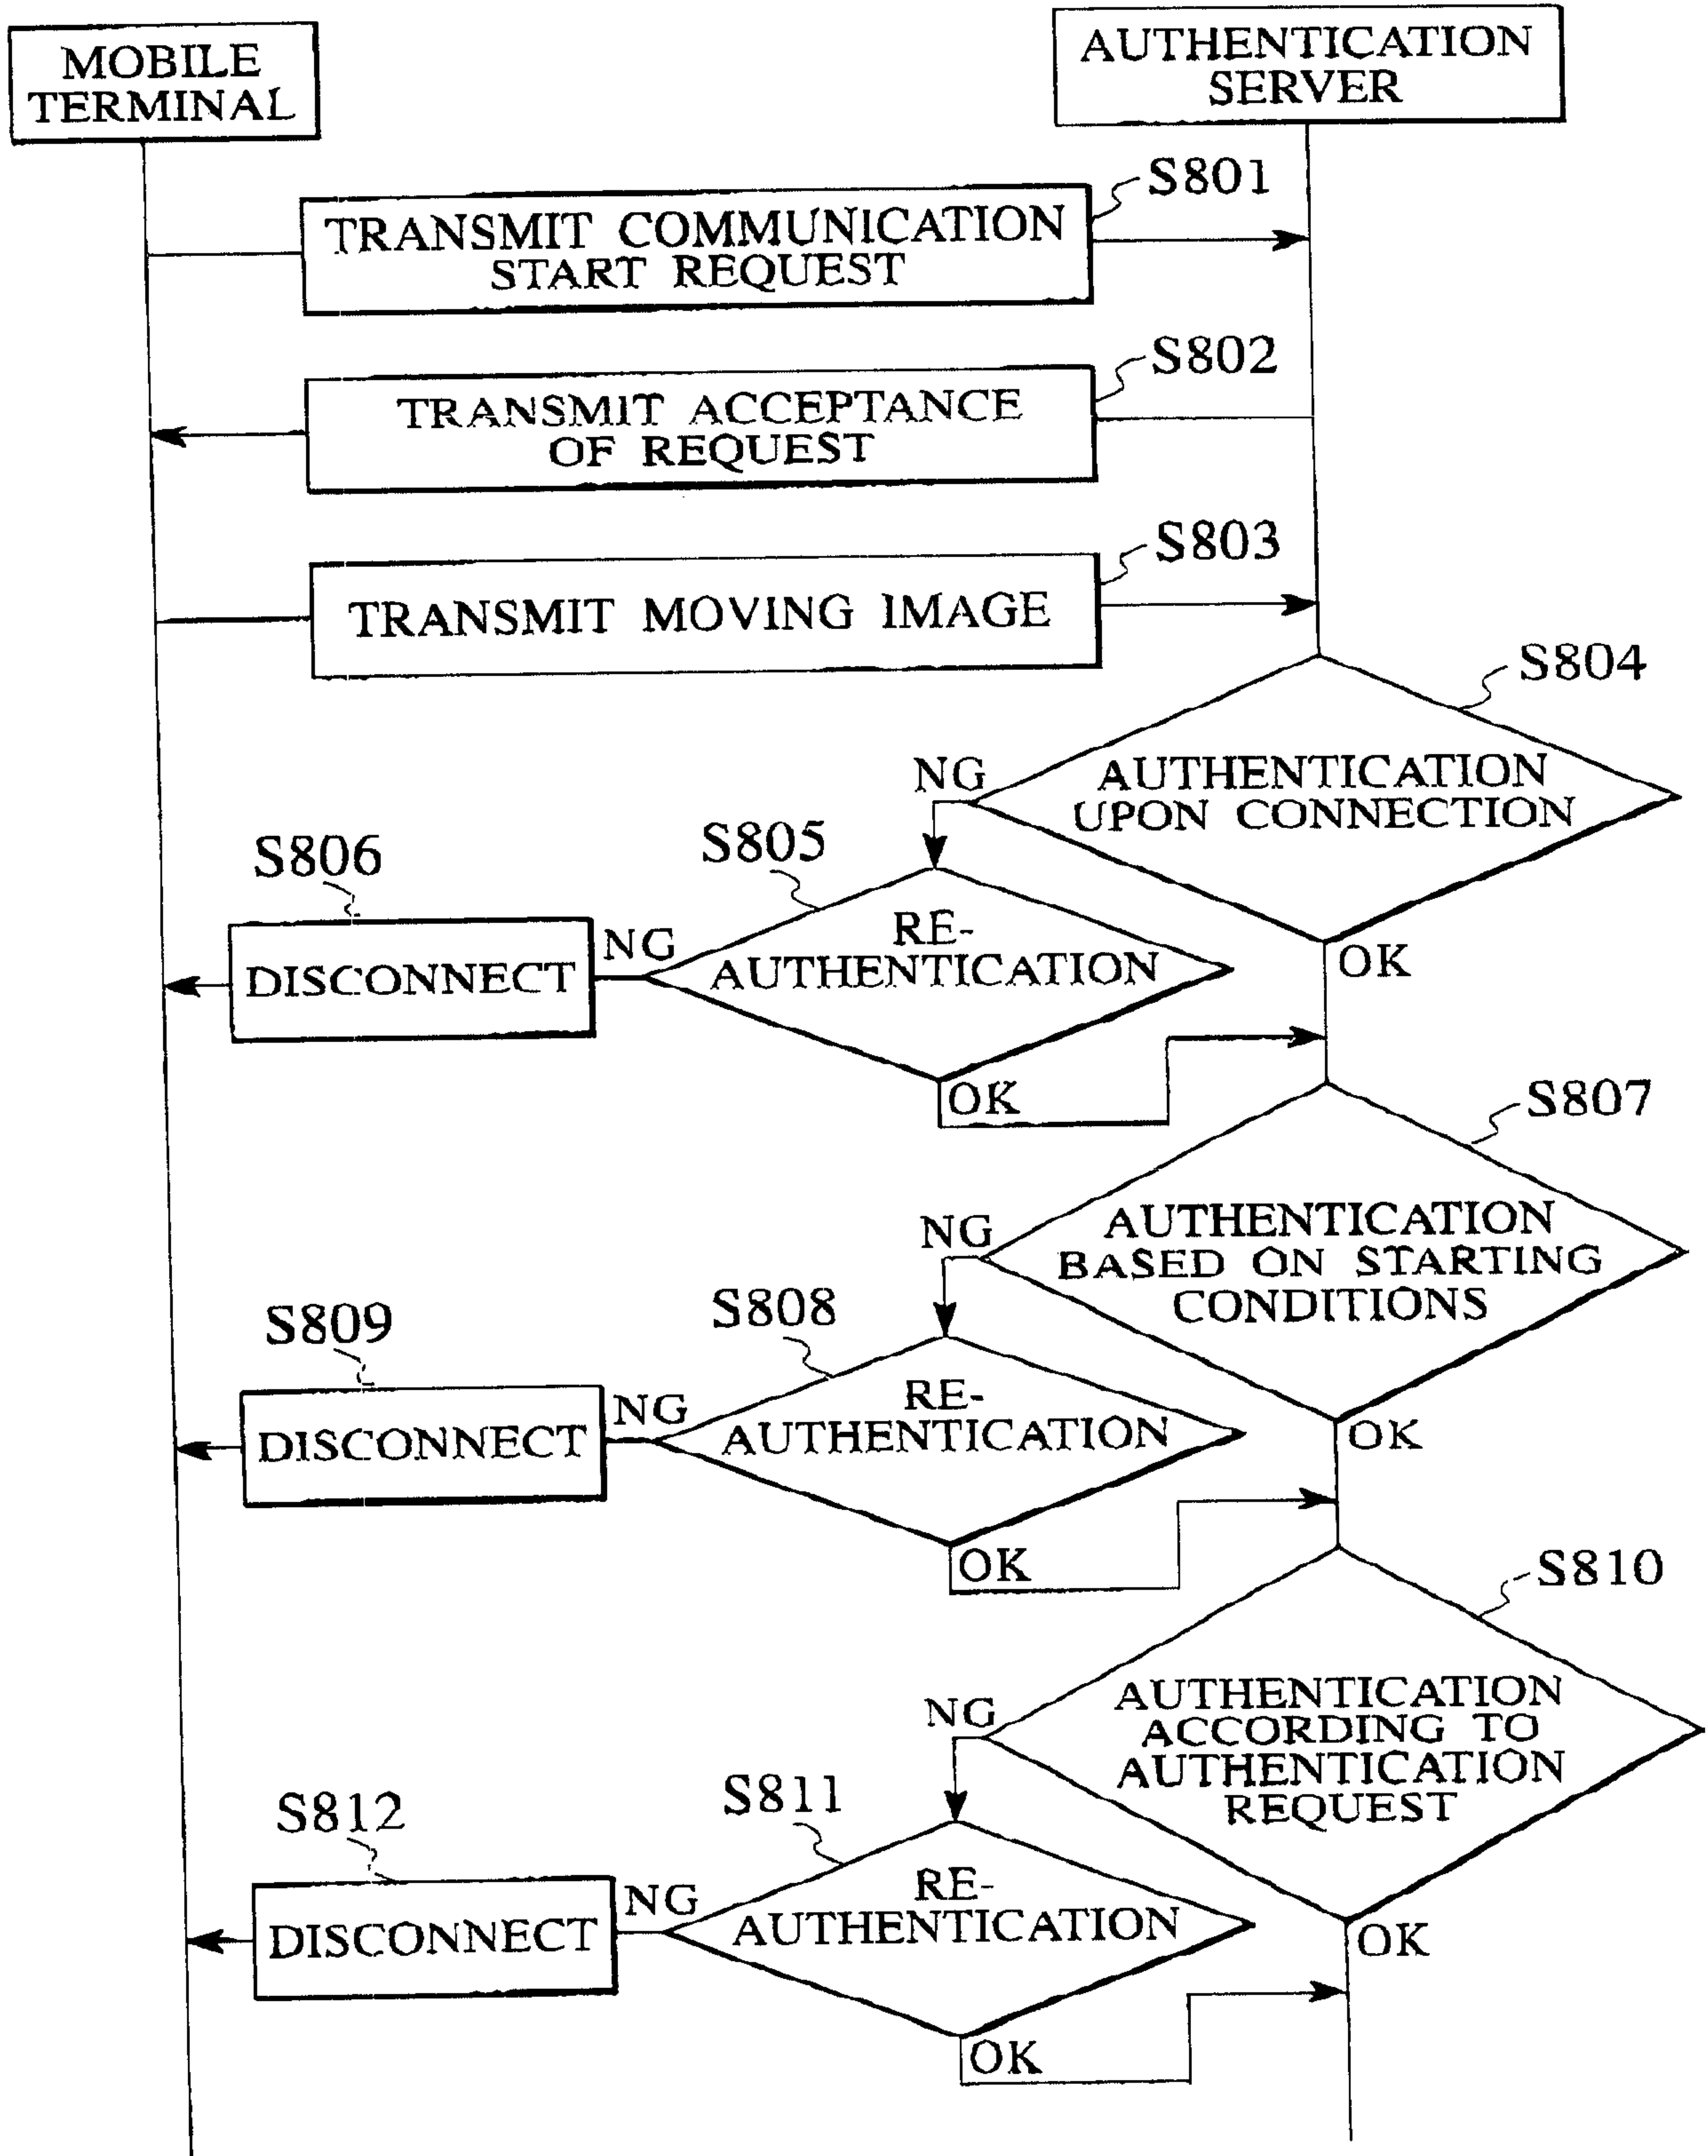 MOBILE
TERMINAL
AUTHENTICATION
SERVER
S801
TRANSMIT COMMUNICATION
START REQUEST
S802
TRANSMIT ACCEPTANCE
OF REQUEST
S803
TRANSMIT MOVING IMAGE
S804
AUTHENTICATION
UPON CONNECTION
NG
OK
S805
RE-
AUTHENTICATION
NG
OK
S806
DISCONNECT
S807
AUTHENTICATION
BASED ON STARTING
CONDITIONS
NG
OK
S808
RE-
AUTHENTICATION
NG
OK
S809
DISCONNECT
S810
AUTHENTICATION
ACCORDING TO
AUTHENTICATION
REQUEST
NG
OK
S811
RE-
AUTHENTICATION
NG
OK
S812
DISCONNECT